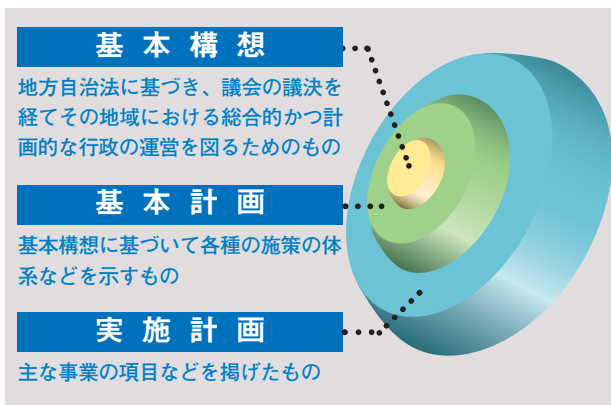 基本構想
地方自治法に基づき、議会の議決を
経てその地域における総合的かつ計
画的な行政の運営を図るためのもの
基本計画
基本構想に基づいて各種の施策の体
系などを示すもの
実施計画
主な事業の項目などを掲げたもの